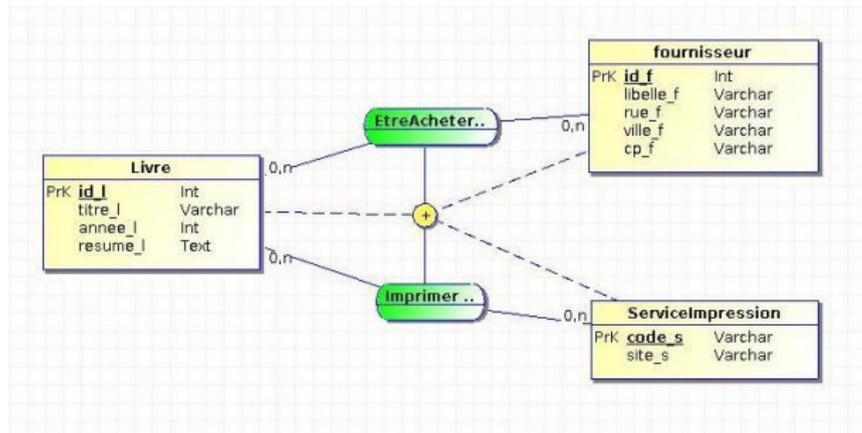 fournisseur
PrK id_f Int
libelle_f Varchar
rue_f Varchar
ville_f Varchar
cp_f Varchar
EtreAcheter..
0,n
0,n
Livre
PrK id_l Int
titre_l Varchar
annee_l Int
resume_l Text
+
0,n
Imprimer ..
0,n
ServiceImpression
PrK code_s Varchar
site_s Varchar